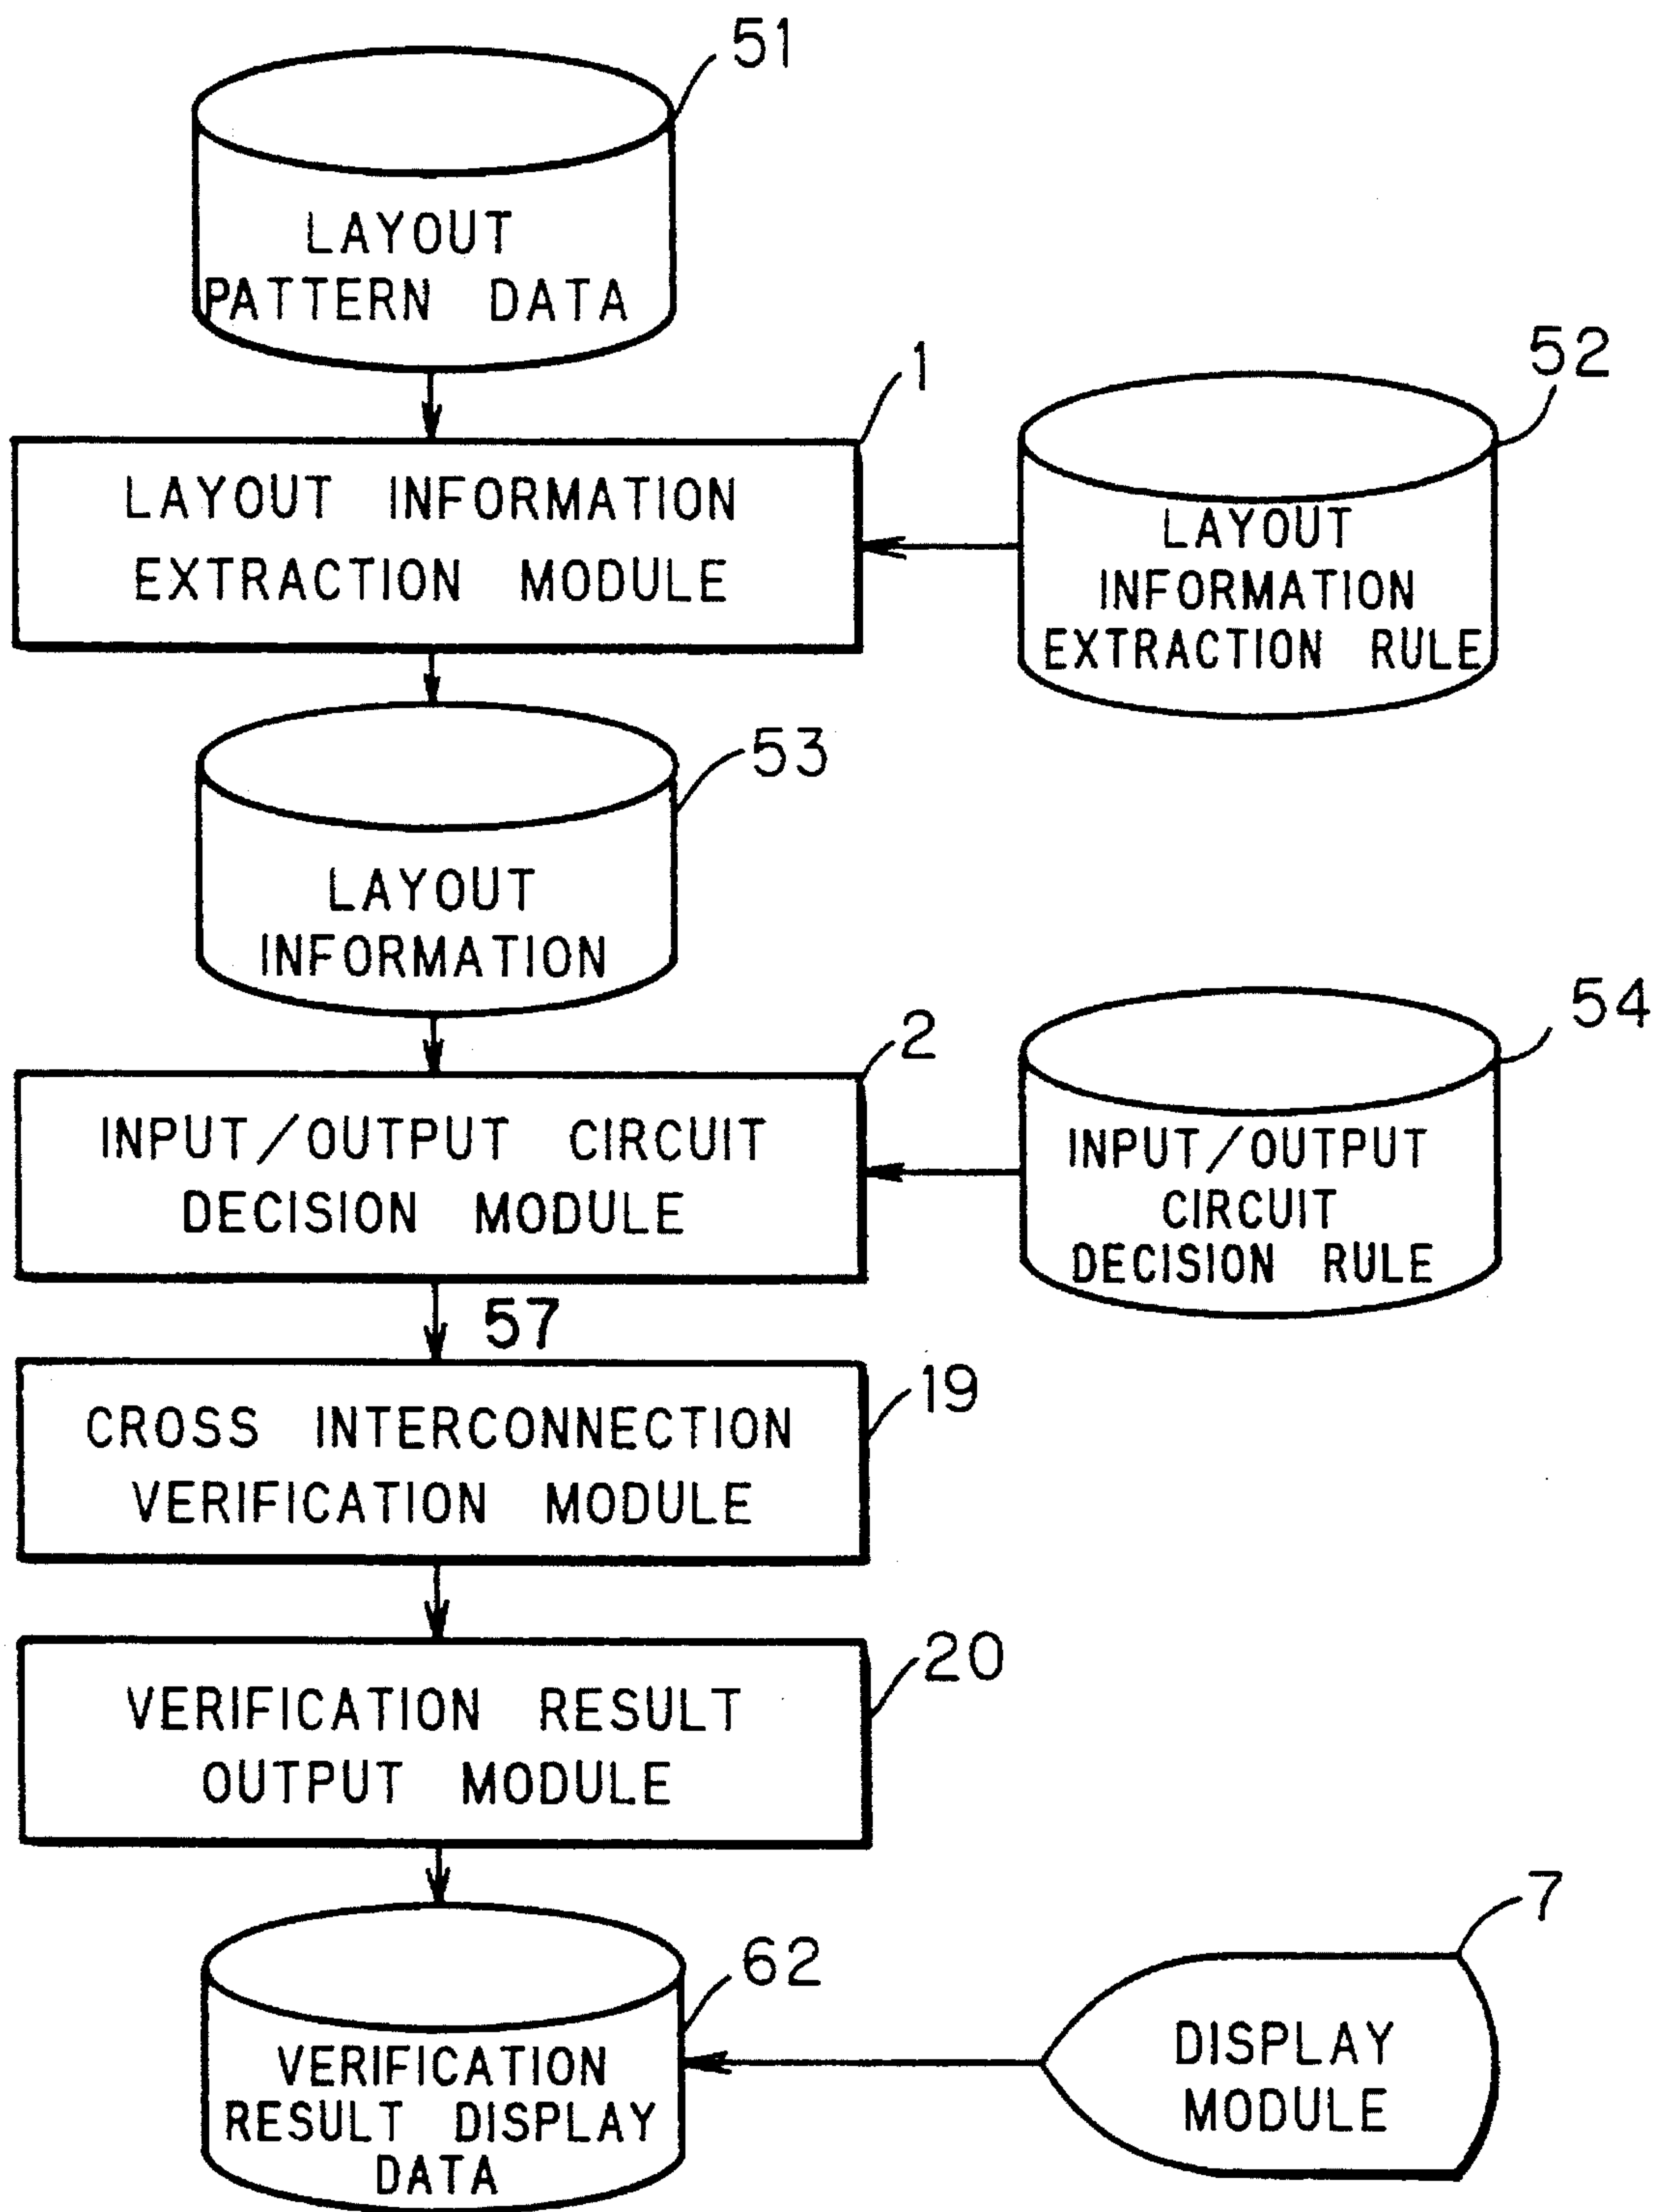 51
LAYOUT
PATTERN DATA
1
LAYOUT INFORMATION
EXTRACTION MODULE
52
LAYOUT
INFORMATION
EXTRACTION RULE
53
LAYOUT
INFORMATION
2
INPUT/OUTPUT CIRCUIT
DECISION MODULE
54
INPUT/OUTPUT
CIRCUIT
DECISION RULE
57
19
CROSS INTERCONNECTION
VERIFICATION MODULE
20
VERIFICATION RESULT
OUTPUT MODULE
62
VERIFICATION
RESULT DISPLAY
DATA
7
DISPLAY
MODULE